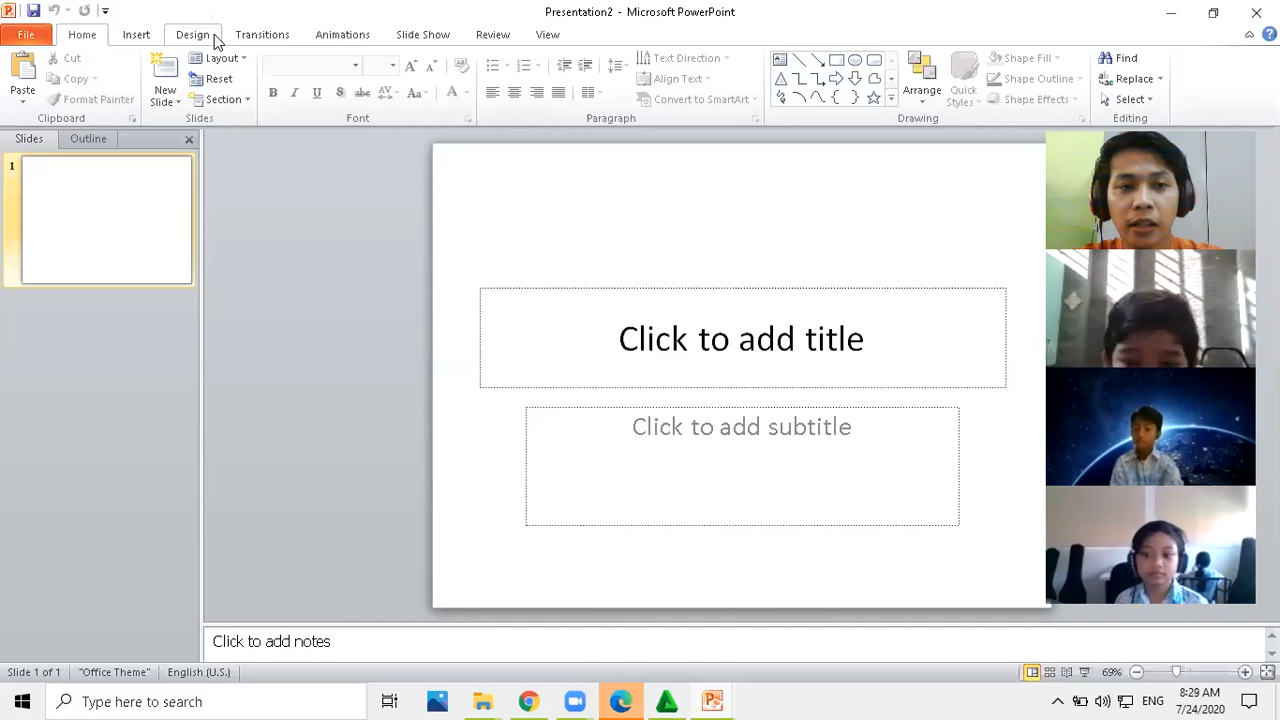 Presentation2 - Microsoft PowerPoint
File Home Insert Design Transitions Animations Slide Show Review View
Paste
Cut
Copy
Format Painter
Clipboard
New Slide
Layout
Reset
Section
Slides
B I U S abc AV Aa A
Font
Text Direction
Align Text
Convert to SmartArt
Paragraph
Arrange
Quick Styles
Shape Fill
Shape Outline
Shape Effects
Drawing
Find
Replace
Select
Editing
Slides Outline
1
Click to add title
Click to add subtitle
Click to add notes
Slide 1 of 1 "Office Theme" English (U.S.) 69%
Type here to search
ENG
8:29 AM
7/24/2020